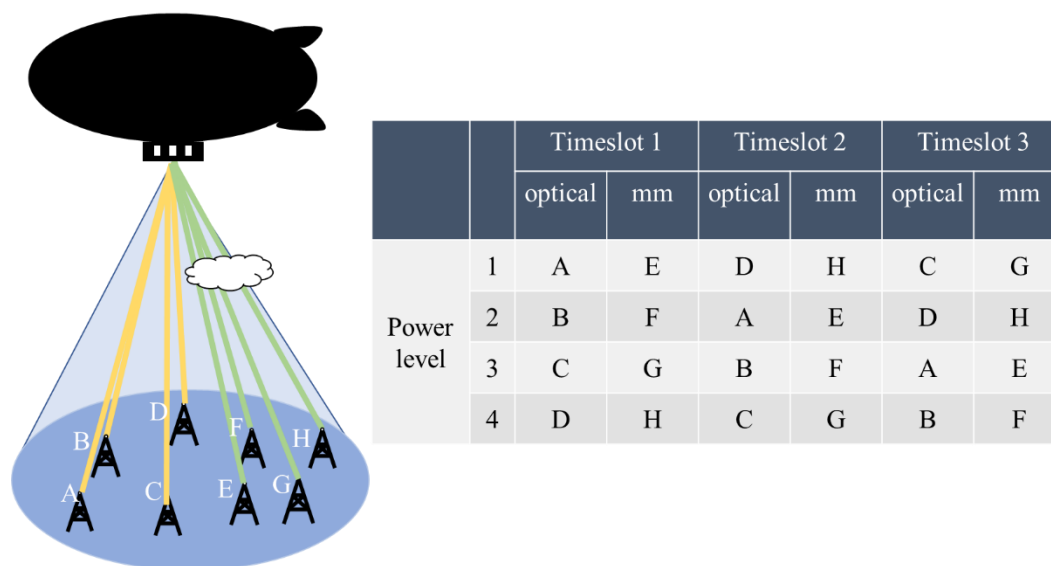 Timeslot 1 Timeslot 2 Timeslot 3
optical mm optical mm optical mm
Power level
1 A E D H C G
2 B F A E D H
3 C G B F A E
4 D H C G B F
D
B F H
A C E G